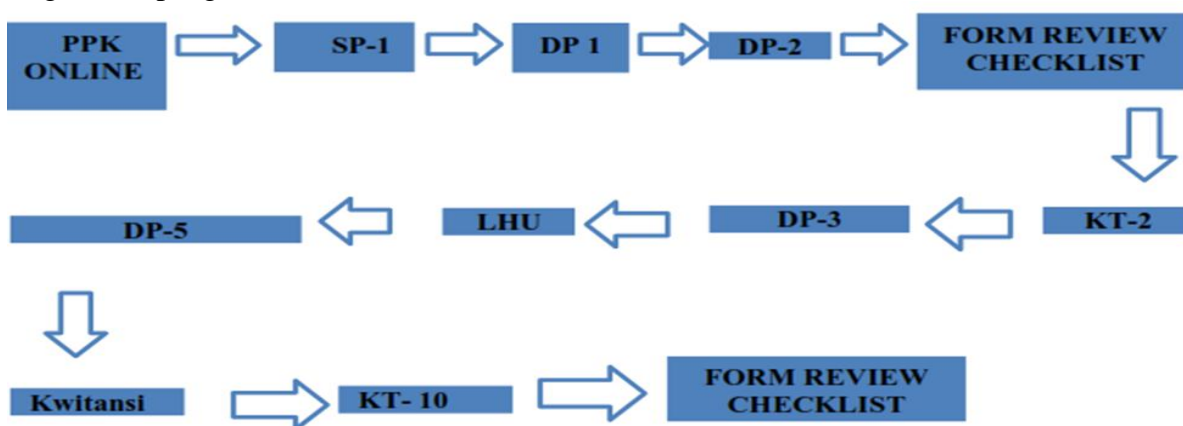 PPK
ONLINE
SP-1
DP 1
DP-2
FORM REVIEW
CHECKLIST
KT-2
DP-3
LHU
DP-5
Kwitansi
KT- 10
FORM REVIEW
CHECKLIST